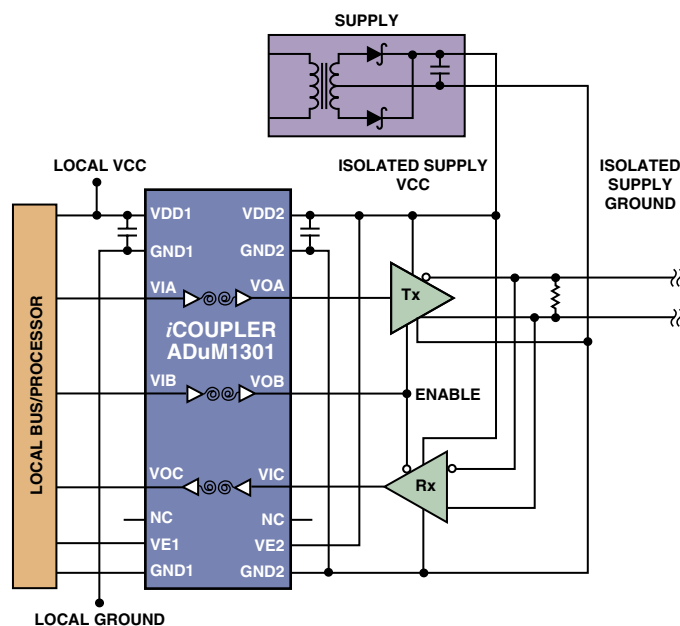 SUPPLY
LOCAL VCC
ISOLATED SUPPLY
VCC
ISOLATED
SUPPLY
GROUND
LOCAL BUS/PROCESSOR
VDD1
VDD2
GND1
GND2
VIA
VOA
Tx
iCOUPLER
ADuM1301
VIB
VOB
ENABLE
VOC
VIC
Rx
NC
NC
VE1
VE2
GND1
GND2
LOCAL GROUND